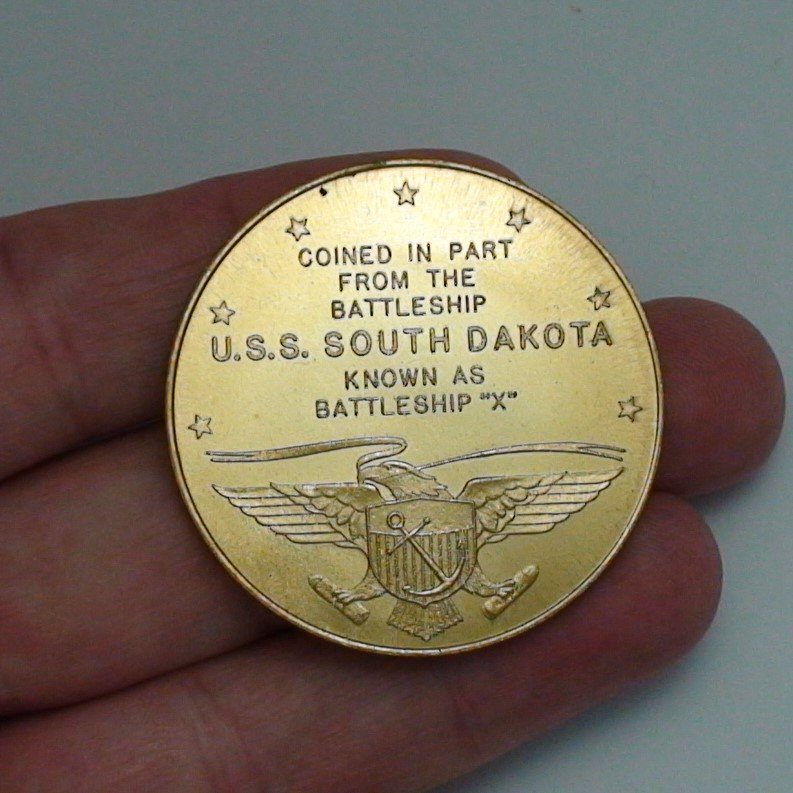 COINED IN PART
FROM THE
BATTLESHIP
U.S.S. SOUTH DAKOTA
KNOWN AS
BATTLESHIP "X"